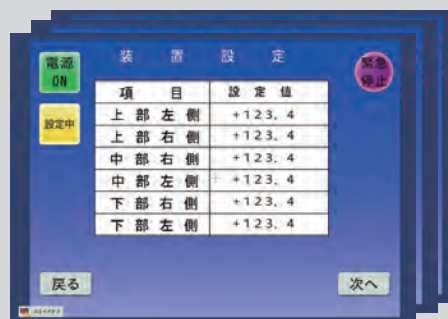 電源
ON
装置設定
緊急
停止
設定中
項目 設定値
上部左側 +123.4
上部右側 +123.4
中部右側 +123.4
中部左側 +123.4
下部右側 +123.4
下部左側 +123.4
戻る
次へ